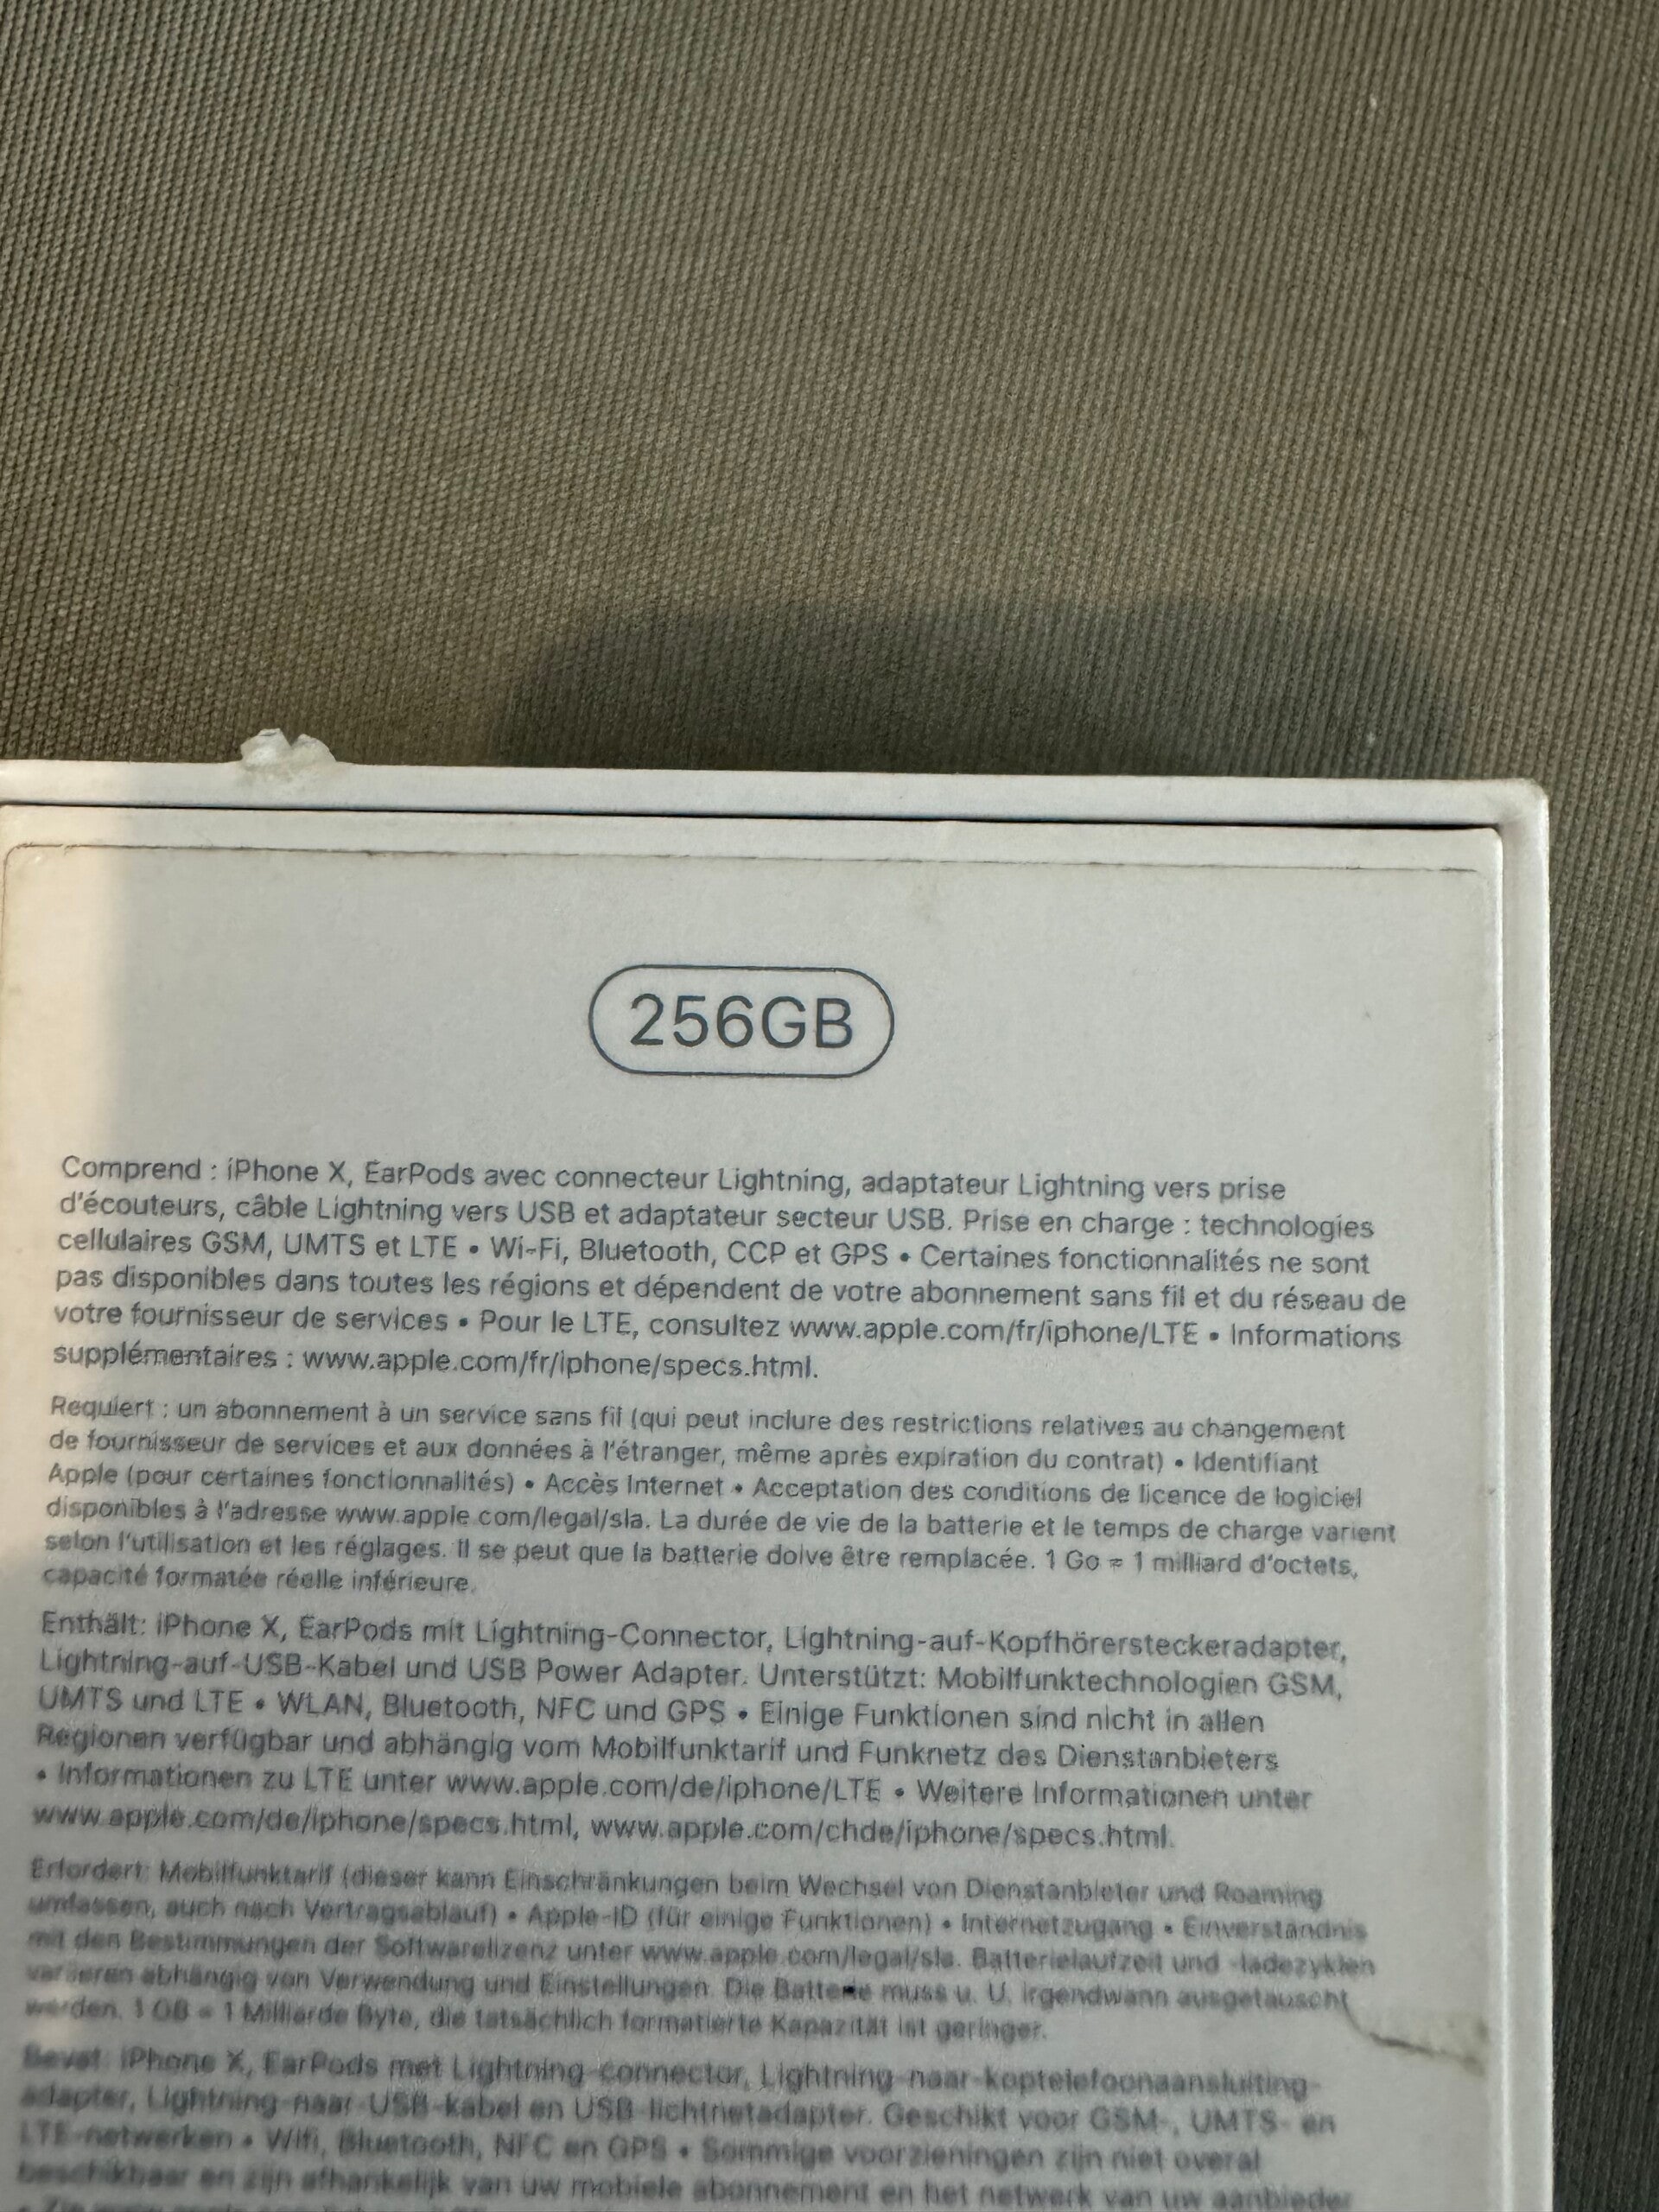 256GB
Comprend : iPhone X, EarPods avec connecteur Lightning, adaptateur Lightning vers prise
d'écouteurs, câble Lightning vers USB et adaptateur secteur USB. Prise en charge : technologies
cellulaires GSM, UMTS et LTE • Wi-Fi, Bluetooth, CCP et GPS • Certaines fonctionnalités ne sont
pas disponibles dans toutes les régions et dépendent de votre abonnement sans fil et du réseau de
votre fournisseur de services • Pour le LTE, consultez www.apple.com/fr/iphone/LTE • Informations
supplémentaires : www.apple.com/fr/iphone/specs.html.
Requiert : un abonnement à un service sans fil (qui peut inclure des restrictions relatives au changement
de fournisseur de services et aux données à l'étranger, même après expiration du contrat) • Identifiant
Apple (pour certaines fonctionnalités) • Accès Internet • Acceptation des conditions de licence de logiciel
disponibles à l'adresse www.apple.com/legal/sla. La durée de vie de la batterie et le temps de charge varient
selon l'utilisation et les réglages. Il se peut que la batterie doive être remplacée. 1 Go = 1 milliard d'octets,
capacité formatée réelle inférieure.
Enthält: iPhone X, EarPods mit Lightning-Connector, Lightning-auf-Kopfhörersteckeradapter,
Lightning-auf-USB-Kabel und USB Power Adapter. Unterstützt: Mobilfunktechnologien GSM,
UMTS und LTE • WLAN, Bluetooth, NFC und GPS • Einige Funktionen sind nicht in allen
Regionen verfügbar und abhängig vom Mobilfunktarif und Funknetz des Dienstanbieters
• Informationen zu LTE unter www.apple.com/de/iphone/LTE • Weitere Informationen unter
www.apple.com/de/iphone/specs.html, www.apple.com/chde/iphone/specs.html.
Erfordert: Mobilfunktarif (dieser kann Einschränkungen beim Wechsel von Dienstanbieter und Roaming
umfassen, auch nach Vertragsablauf) • Apple-ID (für einige Funktionen) • Internetzugang • Einverständnis
mit den Bestimmungen der Softwarelizenz unter www.apple.com/legal/sla. Batterielaufzeit und -ladezyklen
variieren abhängig von Verwendung und Einstellungen. Die Batterie muss u. U. irgendwann ausgetauscht
werden. 1 GB = 1 Milliarde Byte, die tatsächlich formatierte Kapazität ist geringer.
Bevat: iPhone X, EarPods met Lightning-connector, Lightning-naar-koptelefoonaansluiting-
adapter, Lightning-naar-USB-kabel en USB-lichtnetadapter. Geschikt voor GSM-, UMTS- en
LTE-netwerken • Wifi, Bluetooth, NFC en GPS • Sommige voorzieningen zijn niet overal
beschikbaar en zijn afhankelijk van uw mobiele abonnement en het netwerk van uw aanbieder